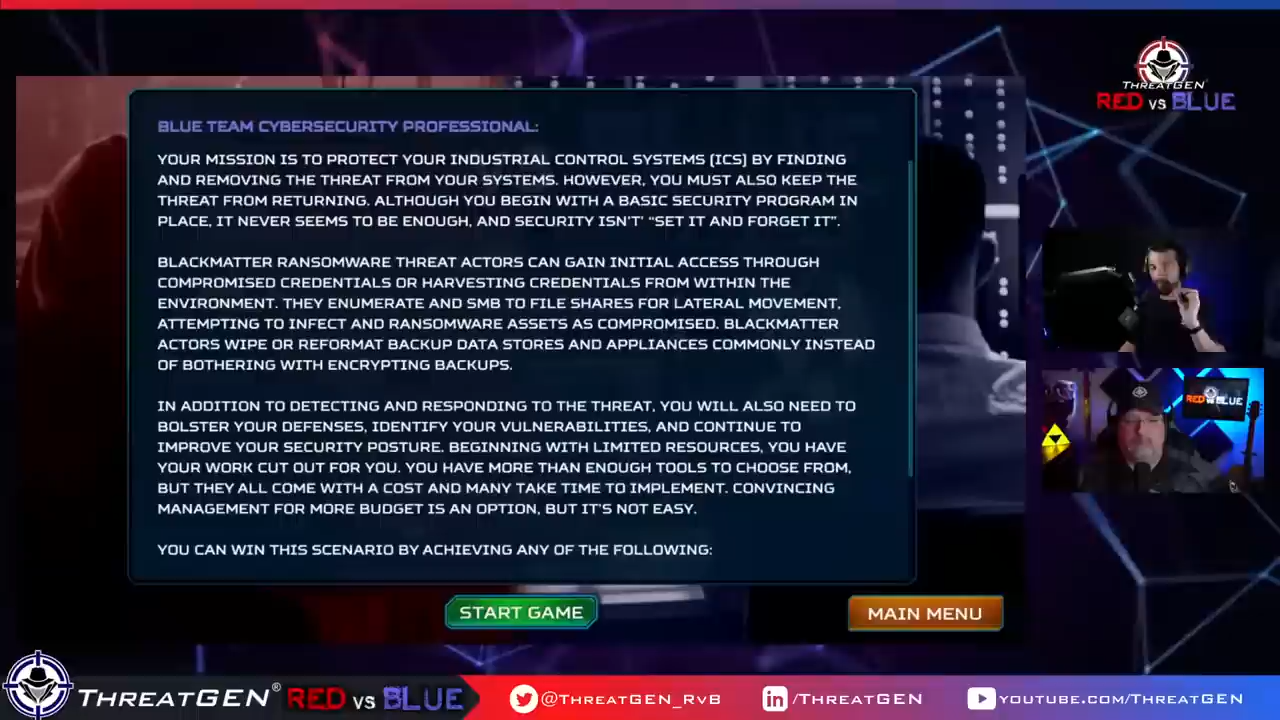 THREATGEN®
RED vs BLUE
BLUE TEAM CYBERSECURITY PROFESSIONAL:
YOUR MISSION IS TO PROTECT YOUR INDUSTRIAL CONTROL SYSTEMS (ICS) BY FINDING
AND REMOVING THE THREAT FROM YOUR SYSTEMS. HOWEVER, YOU MUST ALSO KEEP THE
THREAT FROM RETURNING. ALTHOUGH YOU BEGIN WITH A BASIC SECURITY PROGRAM IN
PLACE, IT NEVER SEEMS TO BE ENOUGH, AND SECURITY ISN'T' “SET IT AND FORGET IT”.
BLACKMATTER RANSOMWARE THREAT ACTORS CAN GAIN INITIAL ACCESS THROUGH
COMPROMISED CREDENTIALS OR HARVESTING CREDENTIALS FROM WITHIN THE
ENVIRONMENT. THEY ENUMERATE AND SMB TO FILE SHARES FOR LATERAL MOVEMENT,
ATTEMPTING TO INFECT AND RANSOMWARE ASSETS AS COMPROMISED. BLACKMATTER
ACTORS WIPE OR REFORMAT BACKUP DATA STORES AND APPLIANCES COMMONLY INSTEAD
OF BOTHERING WITH ENCRYPTING BACKUPS.
IN ADDITION TO DETECTING AND RESPONDING TO THE THREAT, YOU WILL ALSO NEED TO
BOLSTER YOUR DEFENSES, IDENTIFY YOUR VULNERABILITIES, AND CONTINUE TO
IMPROVE YOUR SECURITY POSTURE. BEGINNING WITH LIMITED RESOURCES, YOU HAVE
YOUR WORK CUT OUT FOR YOU. YOU HAVE MORE THAN ENOUGH TOOLS TO CHOOSE FROM,
BUT THEY ALL COME WITH A COST AND MANY TAKE TIME TO IMPLEMENT. CONVINCING
MANAGEMENT FOR MORE BUDGET IS AN OPTION, BUT IT'S NOT EASY.
YOU CAN WIN THIS SCENARIO BY ACHIEVING ANY OF THE FOLLOWING:
START GAME
MAIN MENU
RED vs BLUE
THREATGEN® RED vs BLUE
@THREATGEN_RVB
in /THREATGEN
YOUTUBE.COM/THREATGEN